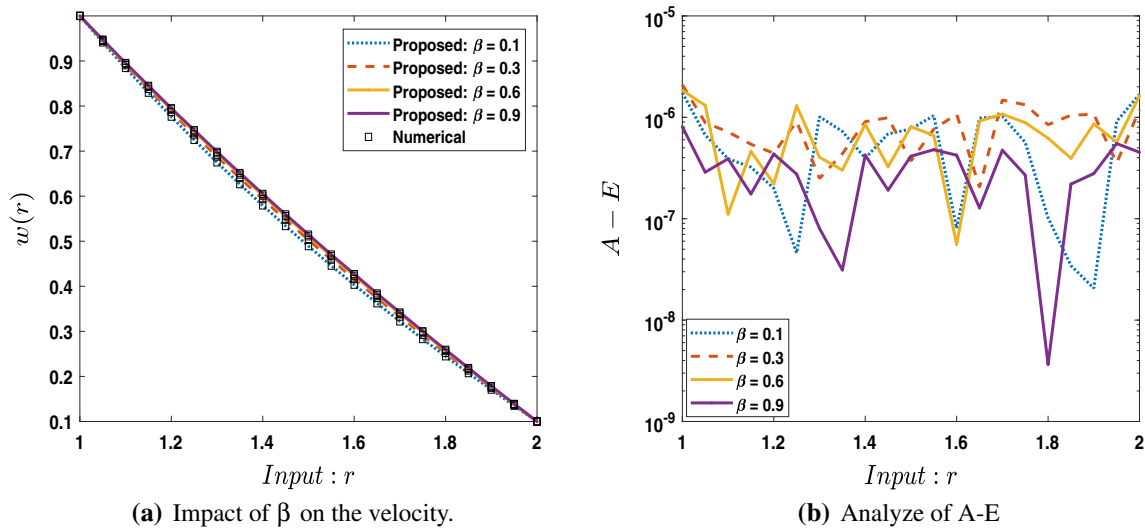 0.9
0.8
0.7
0.6
0.5
0.4
0.3
0.2
0.1
w(r)
1 1.2 1.4 1.6 1.8 2
Input : r
Proposed: β = 0.1
Proposed: β = 0.3
Proposed: β = 0.6
Proposed: β = 0.9
Numerical
(a) Impact of β on the velocity.
10^-5
10^-6
10^-7
10^-8
10^-9
A − E
β = 0.1
β = 0.3
β = 0.6
β = 0.9
1 1.2 1.4 1.6 1.8 2
Input : r
(b) Analyze of A-E